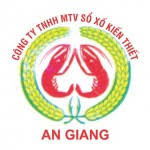 CÔNG TY TNHH MTV SỔ XỐ KIẾN THIẾT
AN GIANG